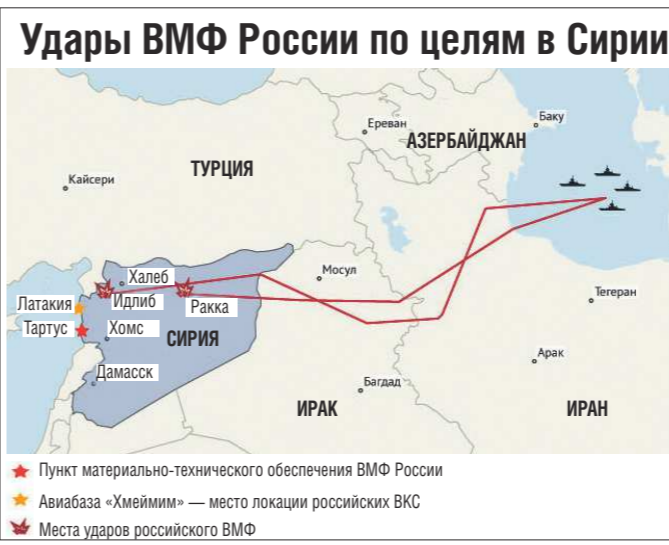 Удары ВМФ России по целям в Сирии
Ереван
Баку
АЗЕРБАЙДЖАН
ТУРЦИЯ
Кайсери
Халеб
Мосул
Латакия
Идлиб
Ракка
Тегеран
Тартус
Хомс
СИРИЯ
Арак
Дамасск
Багдад
ИРАК
ИРАН
Пункт материально-технического обеспечения ВМФ России
Авиабаза «Хмеймим» — место локации российских ВКС
Места ударов российского ВМФ